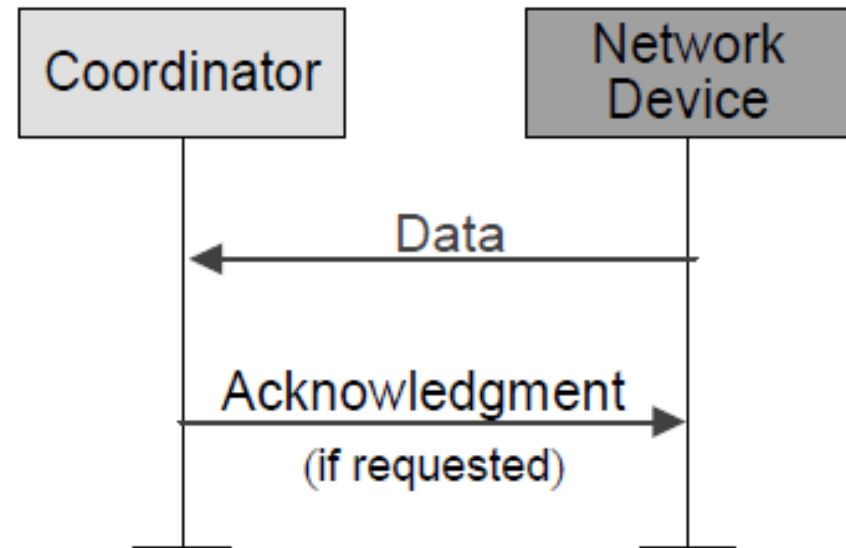 Coordinator
Network
Device
Data
Acknowledgment
(if requested)